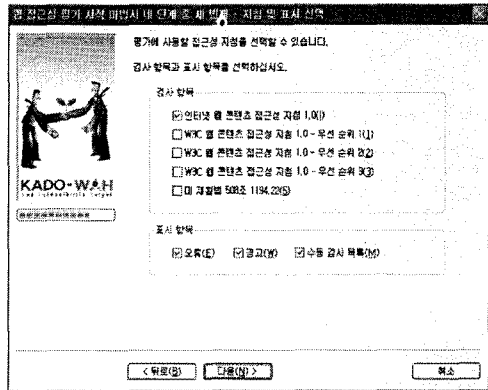 웹 접근성 평가 시작 마법사 네 단계 중 세 번째 - 지침 및 표시 선택
평가에 사용할 접근성 지침을 선택할 수 있습니다.
검사 항목과 표시 항목을 선택하십시오.
검사 항목
인터넷 웹 콘텐츠 접근성 지침 1.0(I)
W3C 웹 콘텐츠 접근성 지침 1.0 - 우선 순위 1(1)
W3C 웹 콘텐츠 접근성 지침 1.0 - 우선 순위 2(2)
W3C 웹 콘텐츠 접근성 지침 1.0 - 우선 순위 3(3)
미 재활법 508조 1194.22(5)
KADO-WAH
표시 항목
오류(E) 경고(W) 수동 검사 목록(M)
< 뒤로(B) 다음(N) > 취소